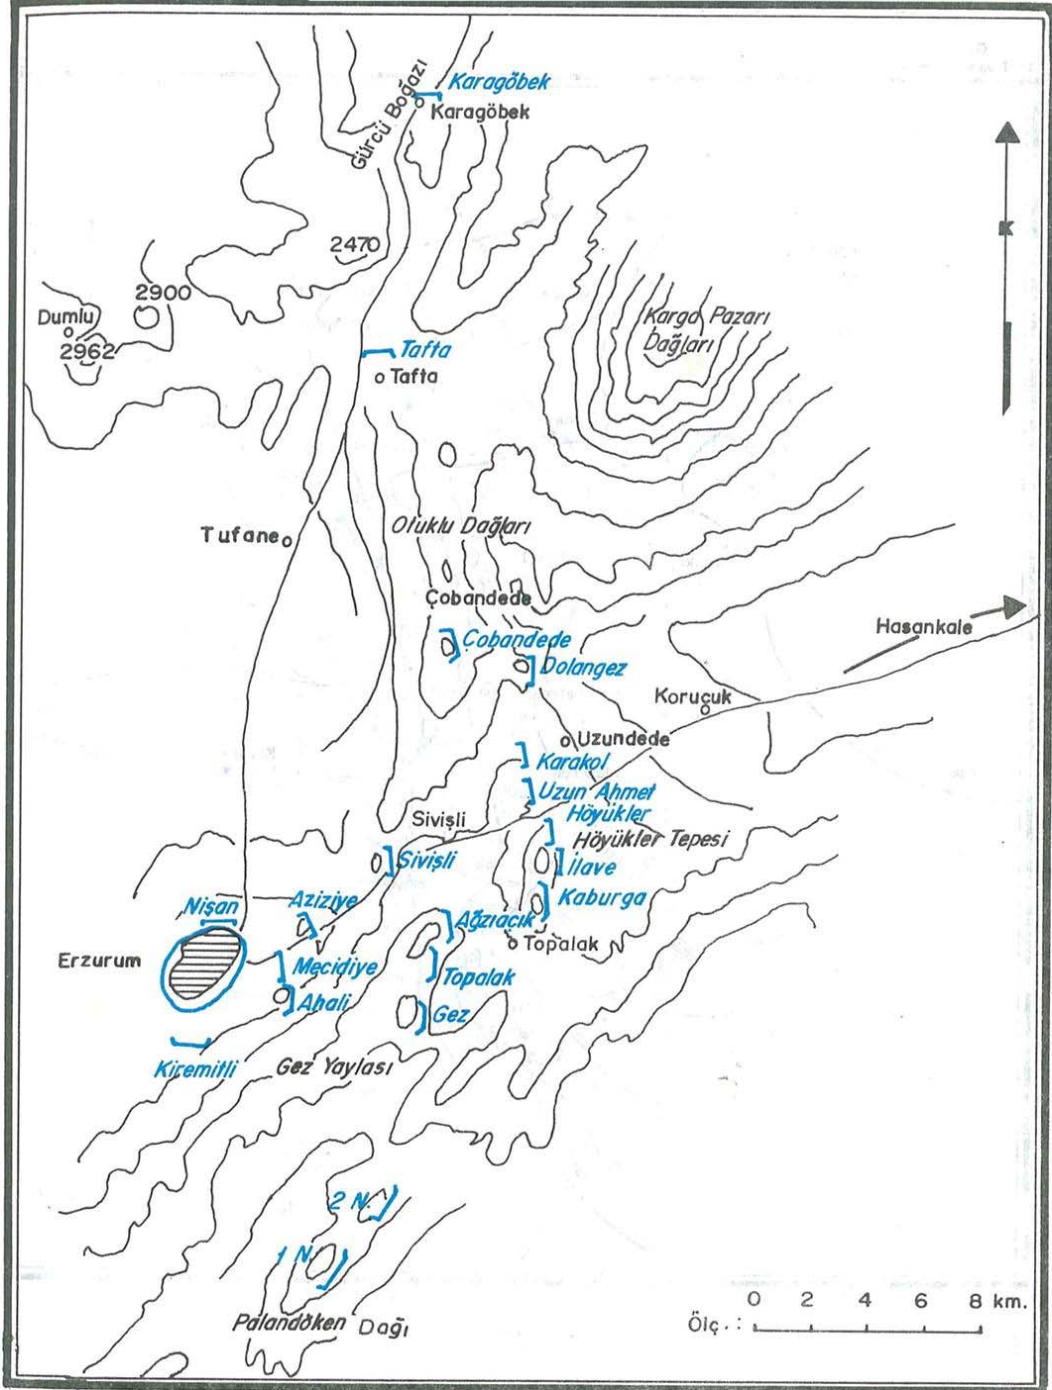 Karagöbek
Gürcü Boğazı
Karagöbek
2470
2900
Dumlu
2962
Karga Pazarı
Dağları
Tafta
Tafta
Oluklu Dağları
Tufane
Çobandede
Hasankale
Çobandede
Dolangez
Koruçuk
Uzundede
Karakol
Uzun Ahmet
Höyükler
Sivişli
Höyükler Tepesi
Sivişli
İlave
Kaburga
Nişan
Aziziye
Ağzıacık
Topalak
Erzurum
Mecidiye
Topalak
Ahali
Gez
Kiremitli
Gez Yaylası
2 N.
1 N.
Palandöken Dağı
0 2 4 6 8 km.
Ölç. :